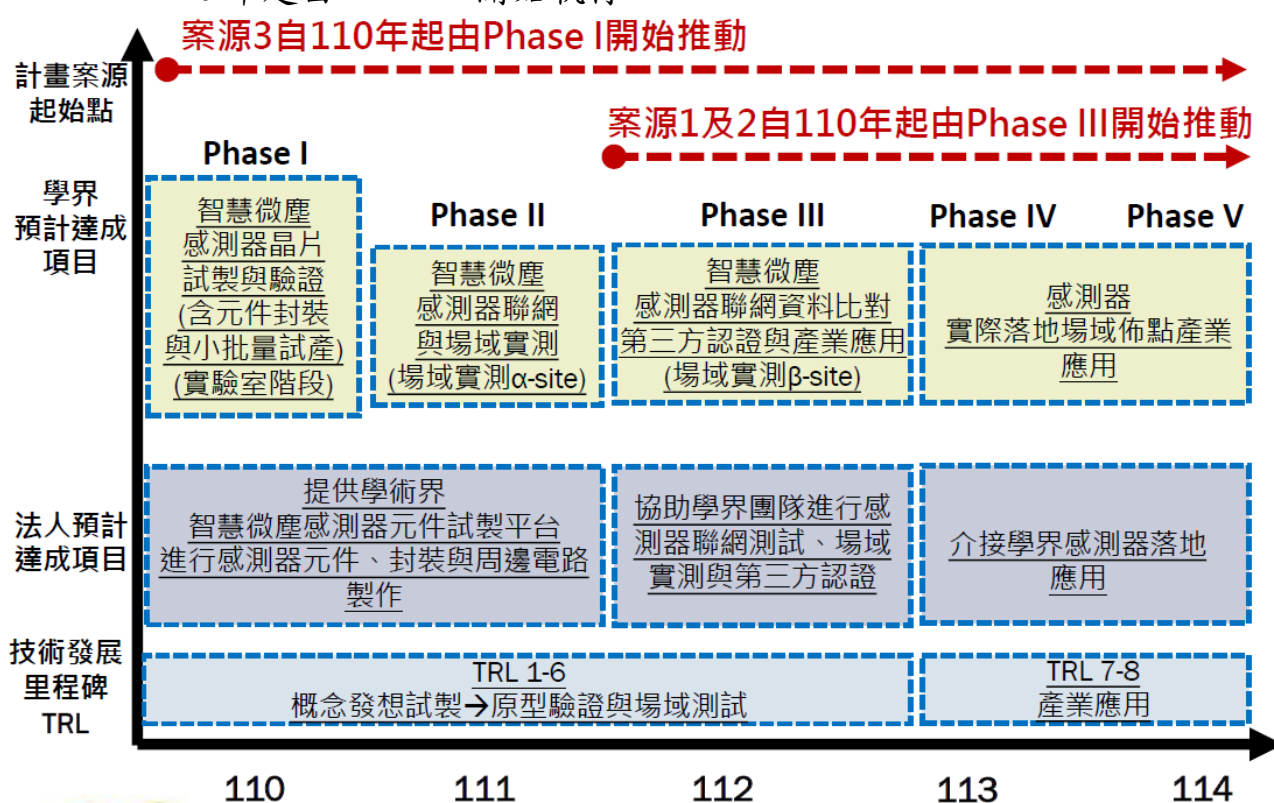 案源3自110年起由Phase I開始推動
計畫案源
起始點
案源1及2自110年起由Phase III開始推動
學界
預計達成
項目
Phase I
智慧微塵
感測器晶片
試製與驗證
(含元件封裝
與小批量試產)
(實驗室階段)
Phase II
智慧微塵
感測器聯網
與場域實測
(場域實測α-site)
Phase III
智慧微塵
感測器聯網資料比對
第三方認證與產業應用
(場域實測β-site)
Phase IV
Phase V
感測器
實際落地場域佈點產業
應用
法人預計
達成項目
提供學術界
智慧微塵感測器元件試製平台
進行感測器元件、封裝與周邊電路
製作
協助學界團隊進行感
測器聯網測試、場域
實測與第三方認證
介接學界感測器落地
應用
技術發展
里程碑
TRL
TRL 1-6
概念發想試製→原型驗證與場域測試
TRL 7-8
產業應用
110
111
112
113
114